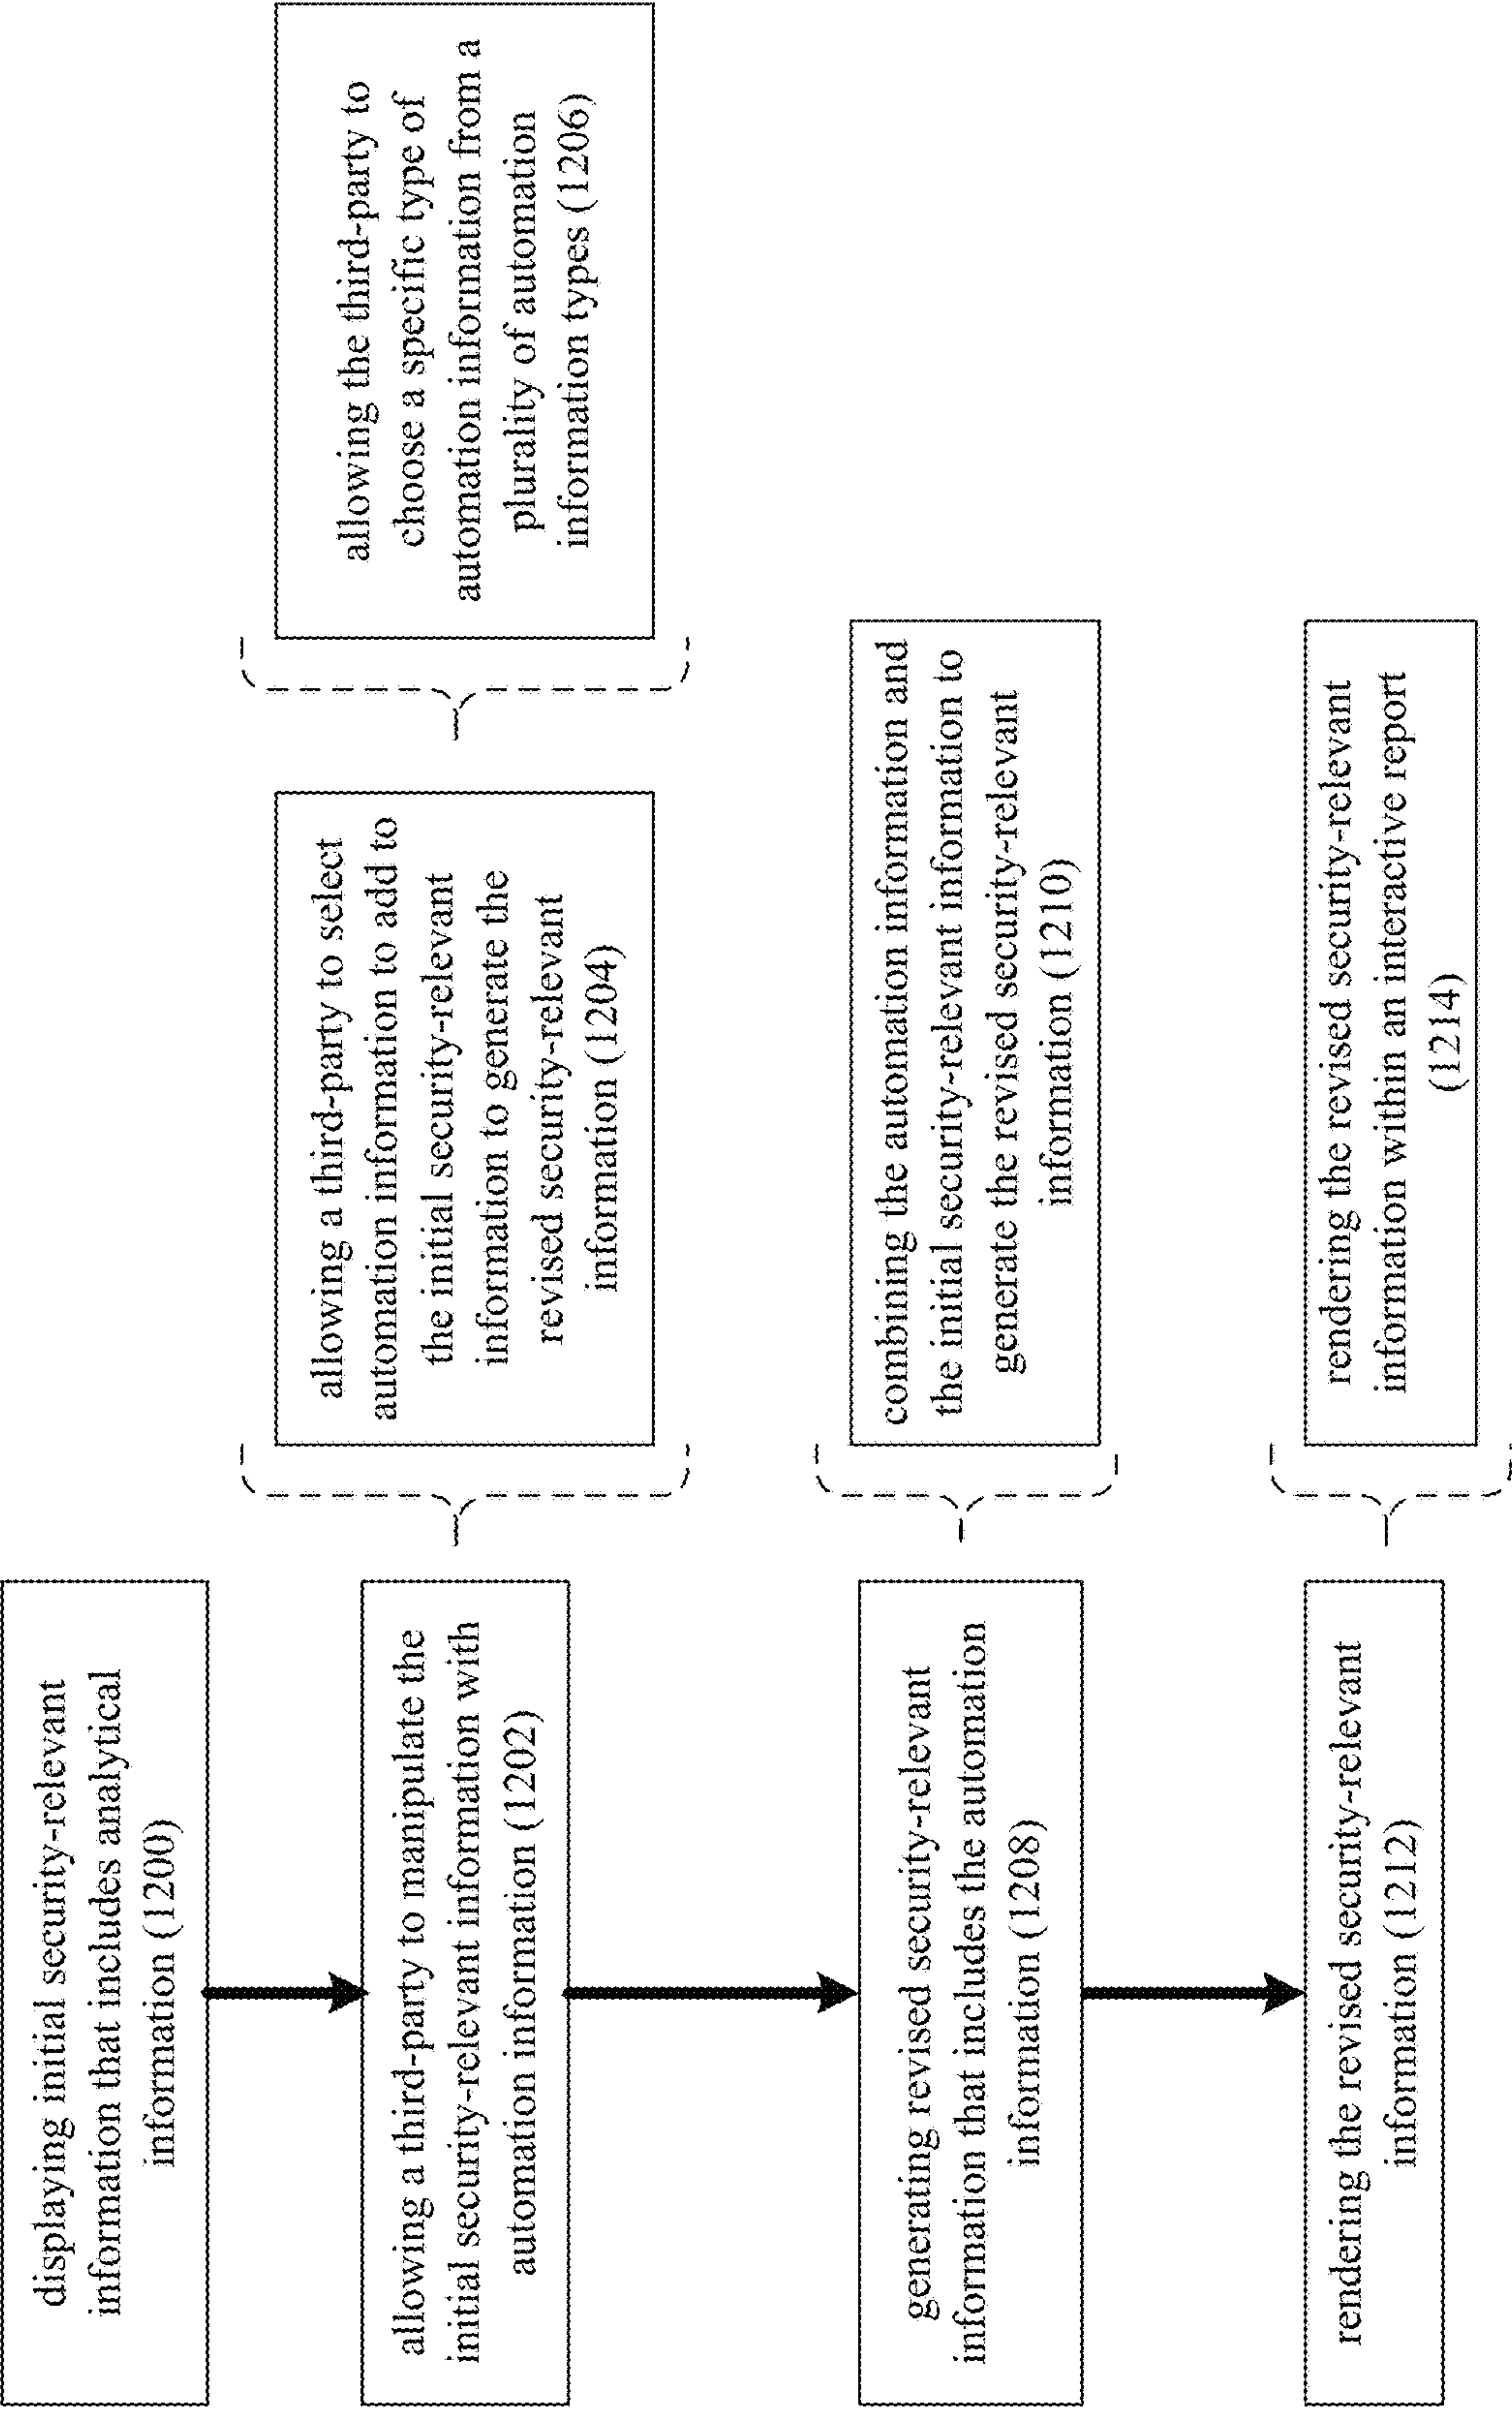 displaying initial security-relevant
information that includes analytical
information (1200)
allowing a third-party to manipulate the
initial security-relevant information with
automation information (1202)
allowing a third-party to select
automation information to add to
the initial security-relevant
information to generate the
revised security-relevant
information (1204)
allowing the third-party to
choose a specific type of
automation information from a
plurality of automation
information types (1206)
generating revised security-relevant
information that includes the automation
information (1208)
combining the automation information and
the initial security-relevant information to
generate the revised security-relevant
information (1210)
rendering the revised security-relevant
information (1212)
rendering the revised security-relevant
information within an interactive report
(1214)